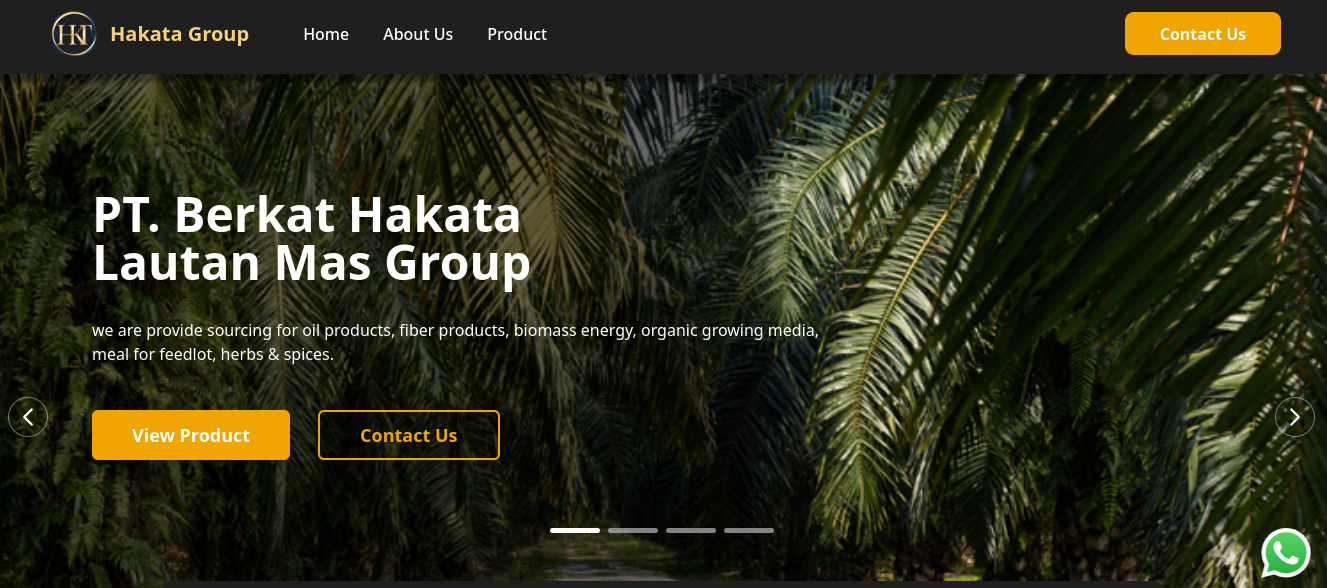 HKT
Hakata Group
Home
About Us
Product
Contact Us
PT. Berkat Hakata
Lautan Mas Group
we are provide sourcing for oil products, fiber products, biomass energy, organic growing media,
meal for feedlot, herbs & spices.
View Product
Contact Us